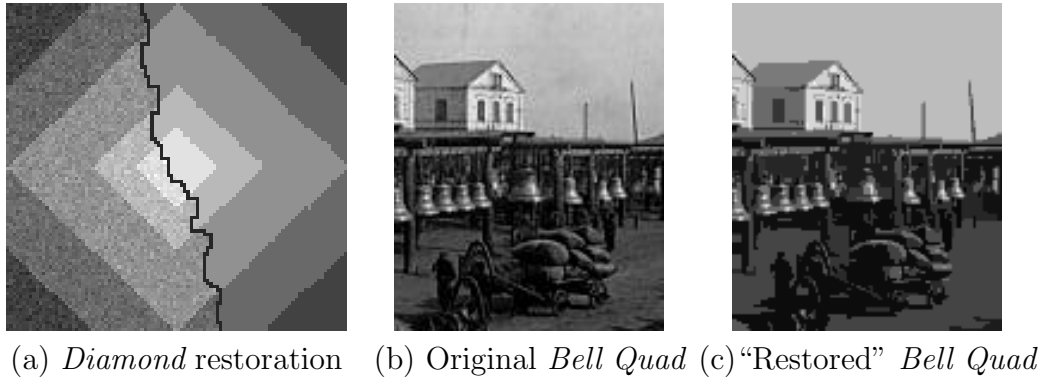 (a) Diamond restoration
(b) Original Bell Quad
(c) “Restored” Bell Quad